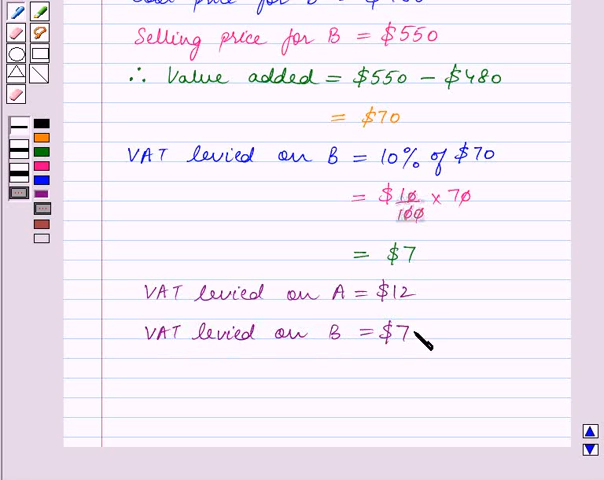 Selling price for B = $550
∴ Value added = $550 - $480
= $70
VAT levied on B = 10% of $70
= $ 10/100 × 70
= $7
VAT levied on A = $12
VAT levied on B = $7